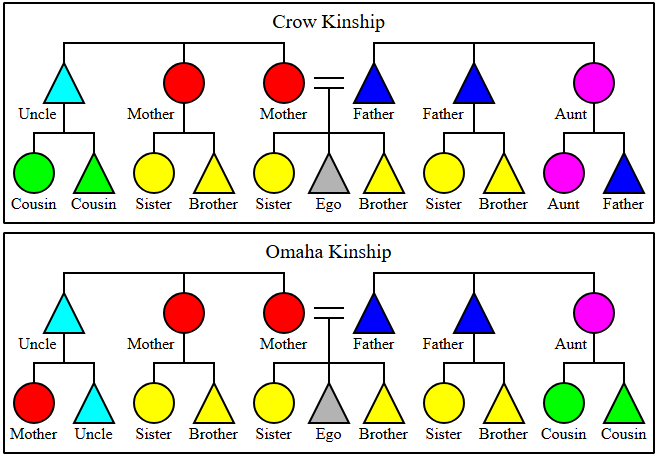 Crow Kinship
Uncle Mother Mother Father Father Aunt
Cousin Cousin Sister Brother Sister Ego Brother Sister Brother Aunt Father
Omaha Kinship
Uncle Mother Mother Father Father Aunt
Mother Uncle Sister Brother Sister Ego Brother Sister Brother Cousin Cousin